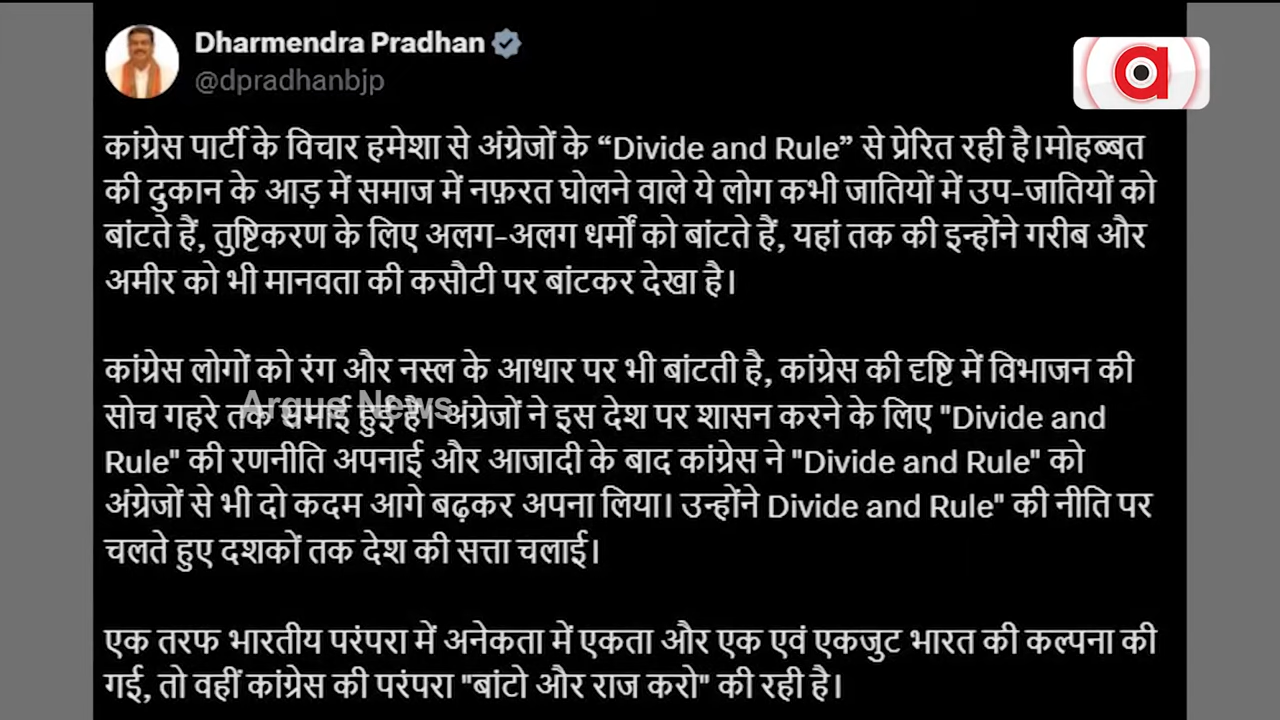 Dharmendra Pradhan
@dpradhanbjp
a
कांग्रेस पार्टी के विचार हमेशा से अंग्रेजों के “Divide and Rule” से प्रेरित रही है।मोहब्बत
की दुकान के आड़ में समाज में नफ़रत घोलने वाले ये लोग कभी जातियों में उप-जातियों को
बांटते हैं, तुष्टिकरण के लिए अलग-अलग धर्मों को बांटते हैं, यहां तक की इन्होंने गरीब और
अमीर को भी मानवता की कसौटी पर बांटकर देखा है।
कांग्रेस लोगों को रंग और नस्ल के आधार पर भी बांटती है, कांग्रेस की दृष्टि में विभाजन की
सोच गहरे तक समाई हुई है। अंग्रेजों ने इस देश पर शासन करने के लिए "Divide and
Argus News
Rule" की रणनीति अपनाई और आजादी के बाद कांग्रेस ने "Divide and Rule" को
अंग्रेजों से भी दो कदम आगे बढ़कर अपना लिया। उन्होंने Divide and Rule" की नीति पर
चलते हुए दशकों तक देश की सत्ता चलाई।
एक तरफ भारतीय परंपरा में अनेकता में एकता और एक एवं एकजुट भारत की कल्पना की
गई, तो वहीं कांग्रेस की परंपरा "बांटो और राज करो" की रही है।